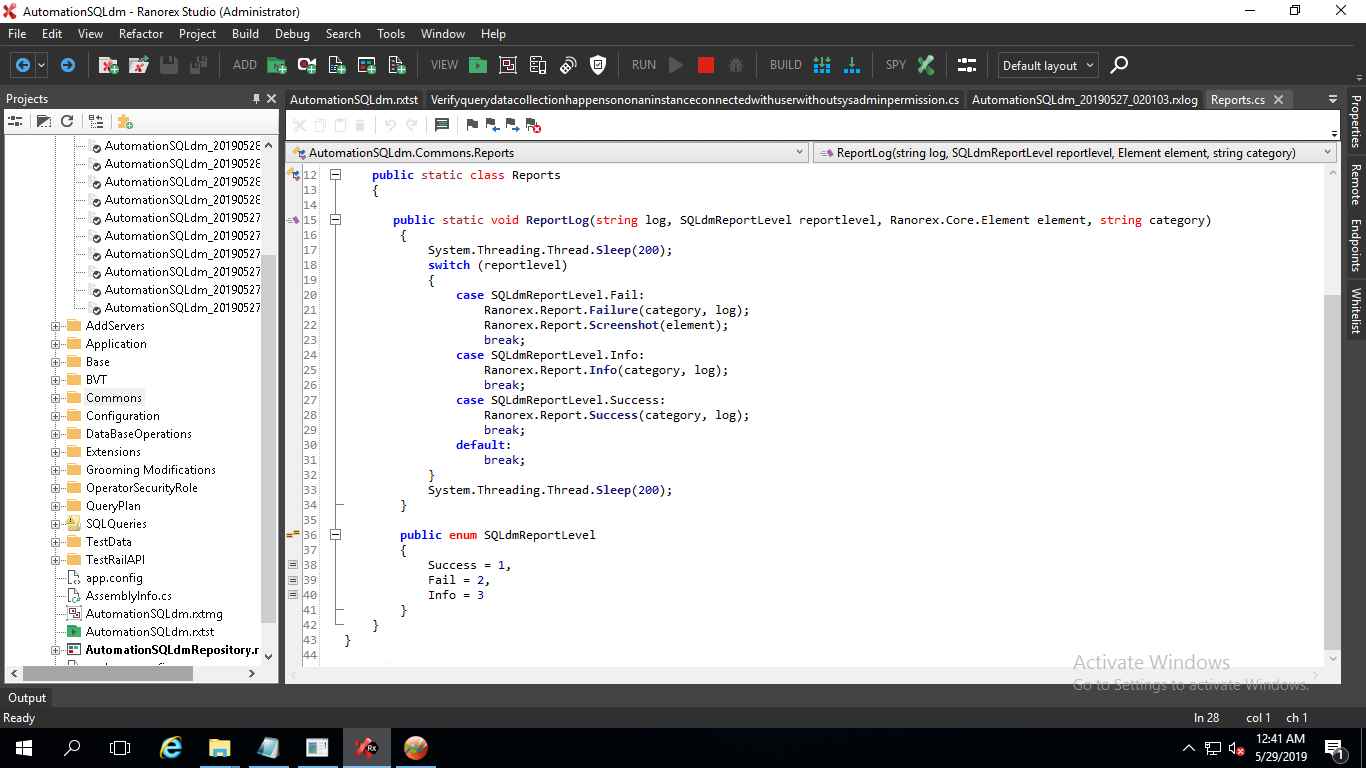 AutomationSQLdm - Ranorex Studio (Administrator)
File Edit View Refactor Project Build Debug Search Tools Window Help
ADD VIEW RUN BUILD SPY Default layout
Projects
AutomationSQLdm.rxtst Verifyquerydatacollectionhappensononaninstanceconnectedwithuserwithoutsysadminpermission.cs AutomationSQLdm_20190527_020103.rxlog Reports.cs
AutomationSQLdm.Commons.Reports ReportLog(string log, SQLdmReportLevel reportlevel, Element element, string category)
AutomationSQLdm_20190528
AutomationSQLdm_20190528
AutomationSQLdm_20190528
AutomationSQLdm_20190528
AutomationSQLdm_20190527
AutomationSQLdm_20190527
AutomationSQLdm_20190527
AutomationSQLdm_20190527
AutomationSQLdm_20190527
AutomationSQLdm_20190527
AddServers
Application
Base
BVT
Commons
Configuration
DataBaseOperations
Extensions
Grooming Modifications
OperatorSecurityRole
QueryPlan
SQLQueries
TestData
TestRailAPI
app.config
AssemblyInfo.cs
AutomationSQLdm.rxtmg
AutomationSQLdm.rxtst
AutomationSQLdmRepository.r
12 public static class Reports
13 {
14
15 public static void ReportLog(string log, SQLdmReportLevel reportlevel, Ranorex.Core.Element element, string category)
16 {
17 System.Threading.Thread.Sleep(200);
18 switch (reportlevel)
19 {
20 case SQLdmReportLevel.Fail:
21 Ranorex.Report.Failure(category, log);
22 Ranorex.Report.Screenshot(element);
23 break;
24 case SQLdmReportLevel.Info:
25 Ranorex.Report.Info(category, log);
26 break;
27 case SQLdmReportLevel.Success:
28 Ranorex.Report.Success(category, log);
29 break;
30 default:
31 break;
32 }
33 System.Threading.Thread.Sleep(200);
34 }
35
36 public enum SQLdmReportLevel
37 {
38 Success = 1,
39 Fail = 2,
40 Info = 3
41 }
42 }
43 }
44
Properties
Remote
Endpoints
Whitelist
Activate Windows
Go to Settings to activate Windows.
Output
Ready
ln 28 col 1 ch 1
12:41 AM
5/29/2019
1